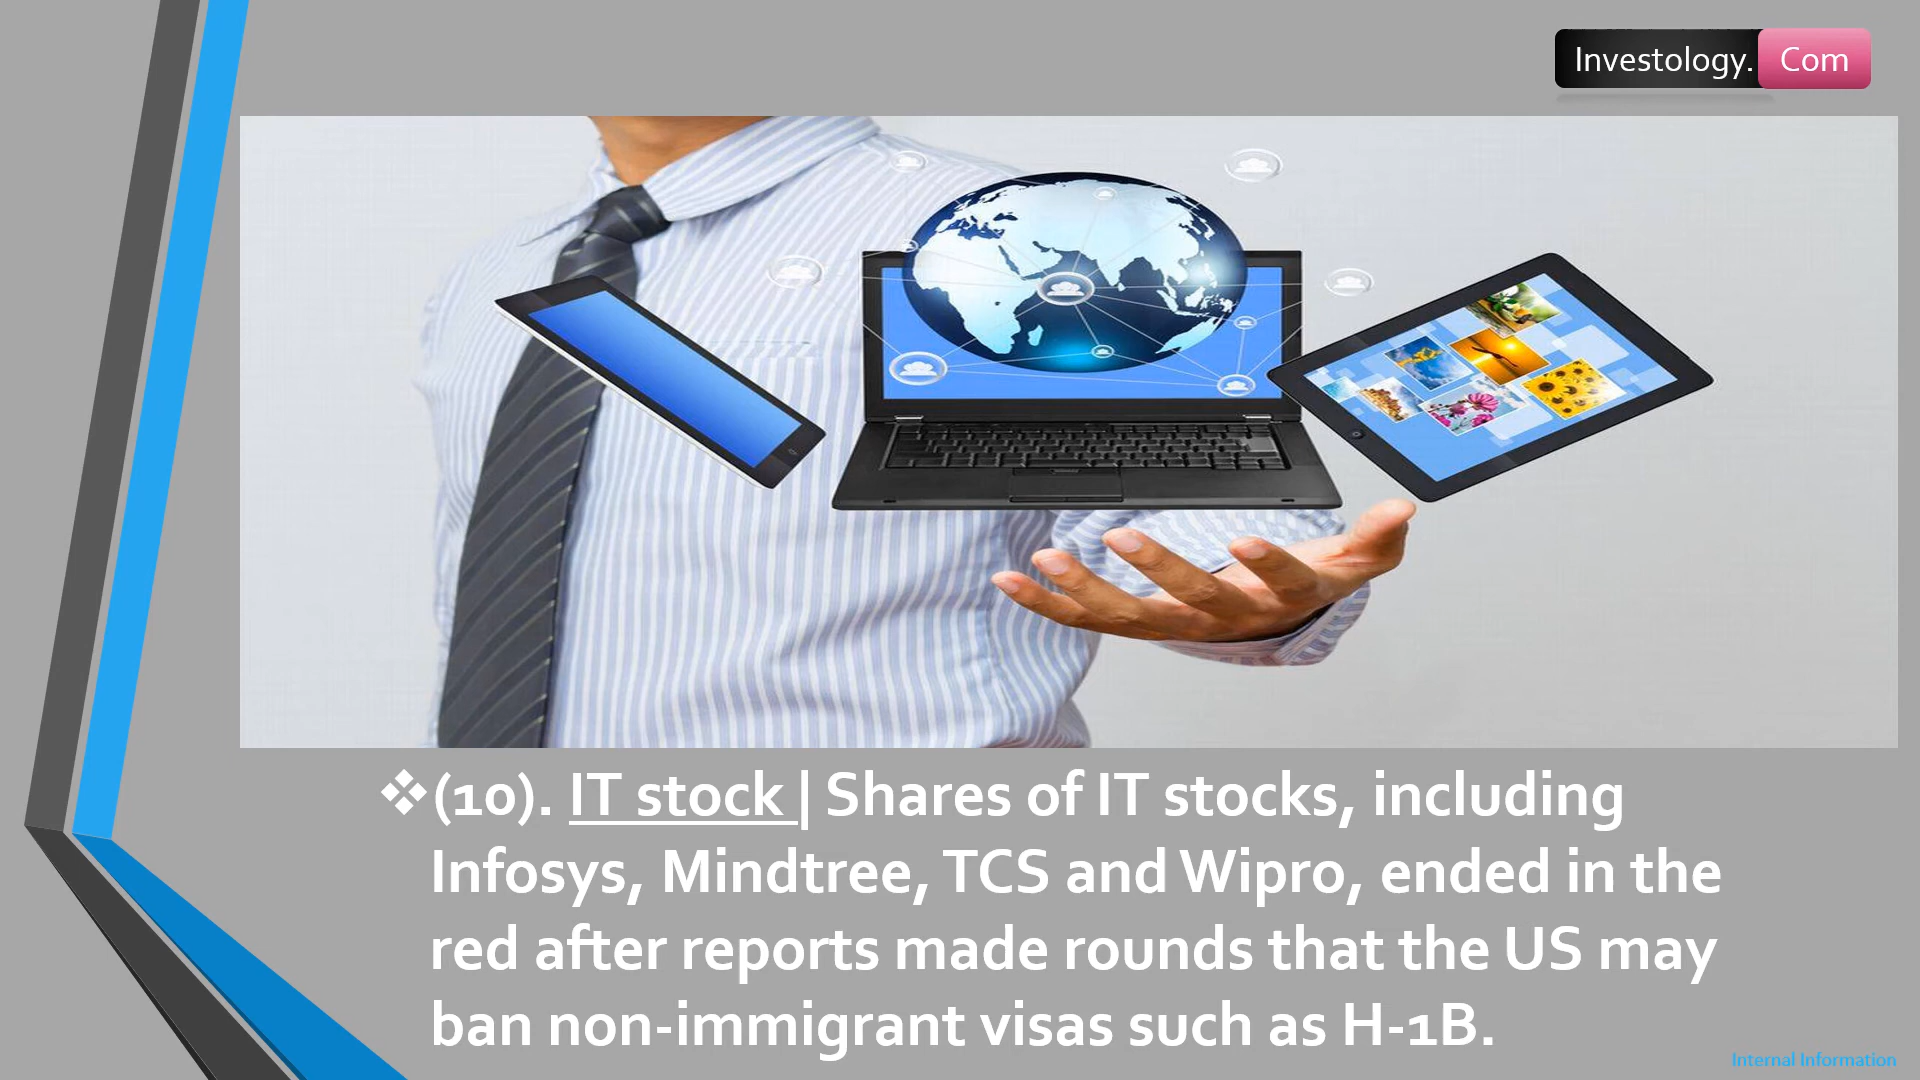 Investology. Com
❖(10). IT stock | Shares of IT stocks, including
Infosys, Mindtree, TCS and Wipro, ended in the
red after reports made rounds that the US may
ban non-immigrant visas such as H-1B.
Internal Information